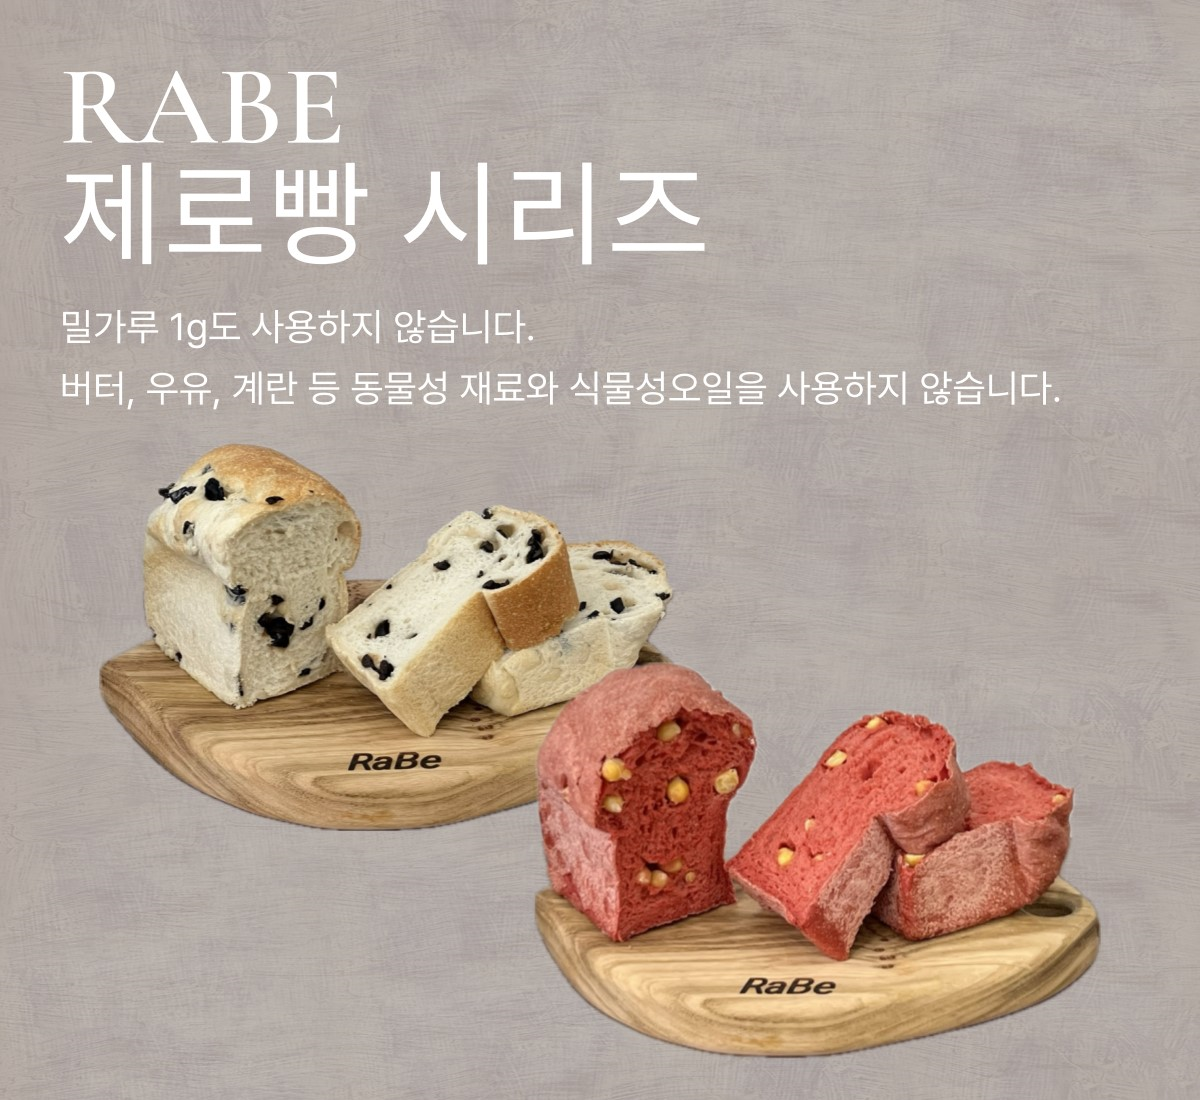 RABE
제로빵 시리즈
밀가루 1g도 사용하지 않습니다.
버터, 우유, 계란 등 동물성 재료와 식물성오일을 사용하지 않습니다.
RaBe
RaBe